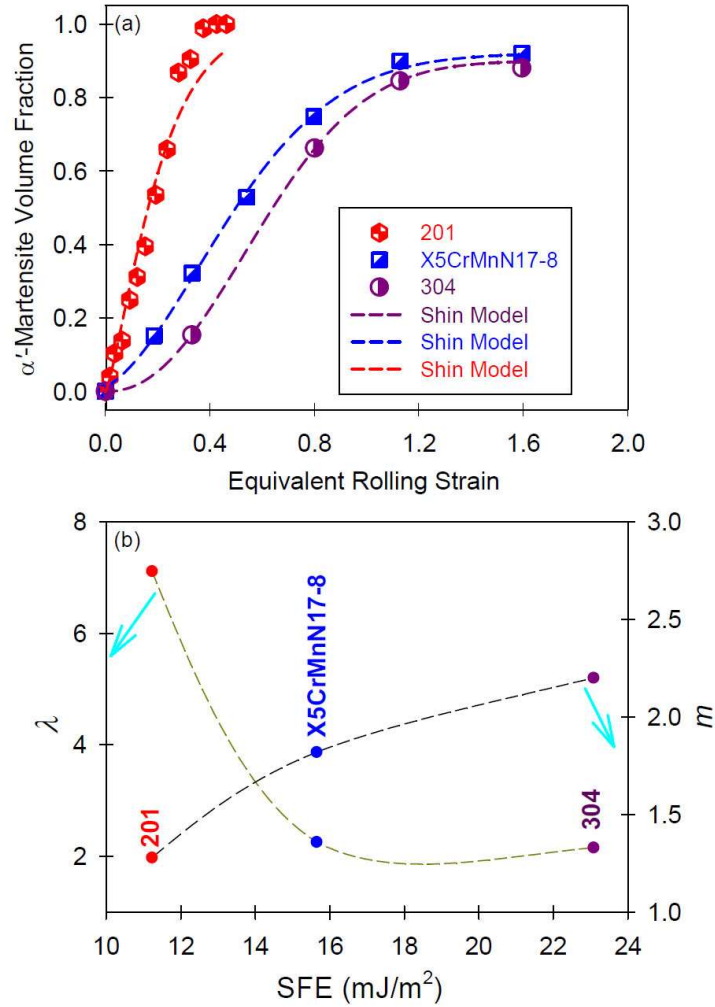 (a)
1.0
0.8
0.6
0.4
0.2
0.0
α′-Martensite Volume Fraction
201
X5CrMnN17-8
304
Shin Model
Shin Model
Shin Model
0.0 0.4 0.8 1.2 1.6 2.0
Equivalent Rolling Strain
(b)
8
6
4
2
λ
3.0
2.5
2.0
1.5
1.0
m
201
X5CrMnN17-8
304
10 12 14 16 18 20 22 24
SFE (mJ/m²)